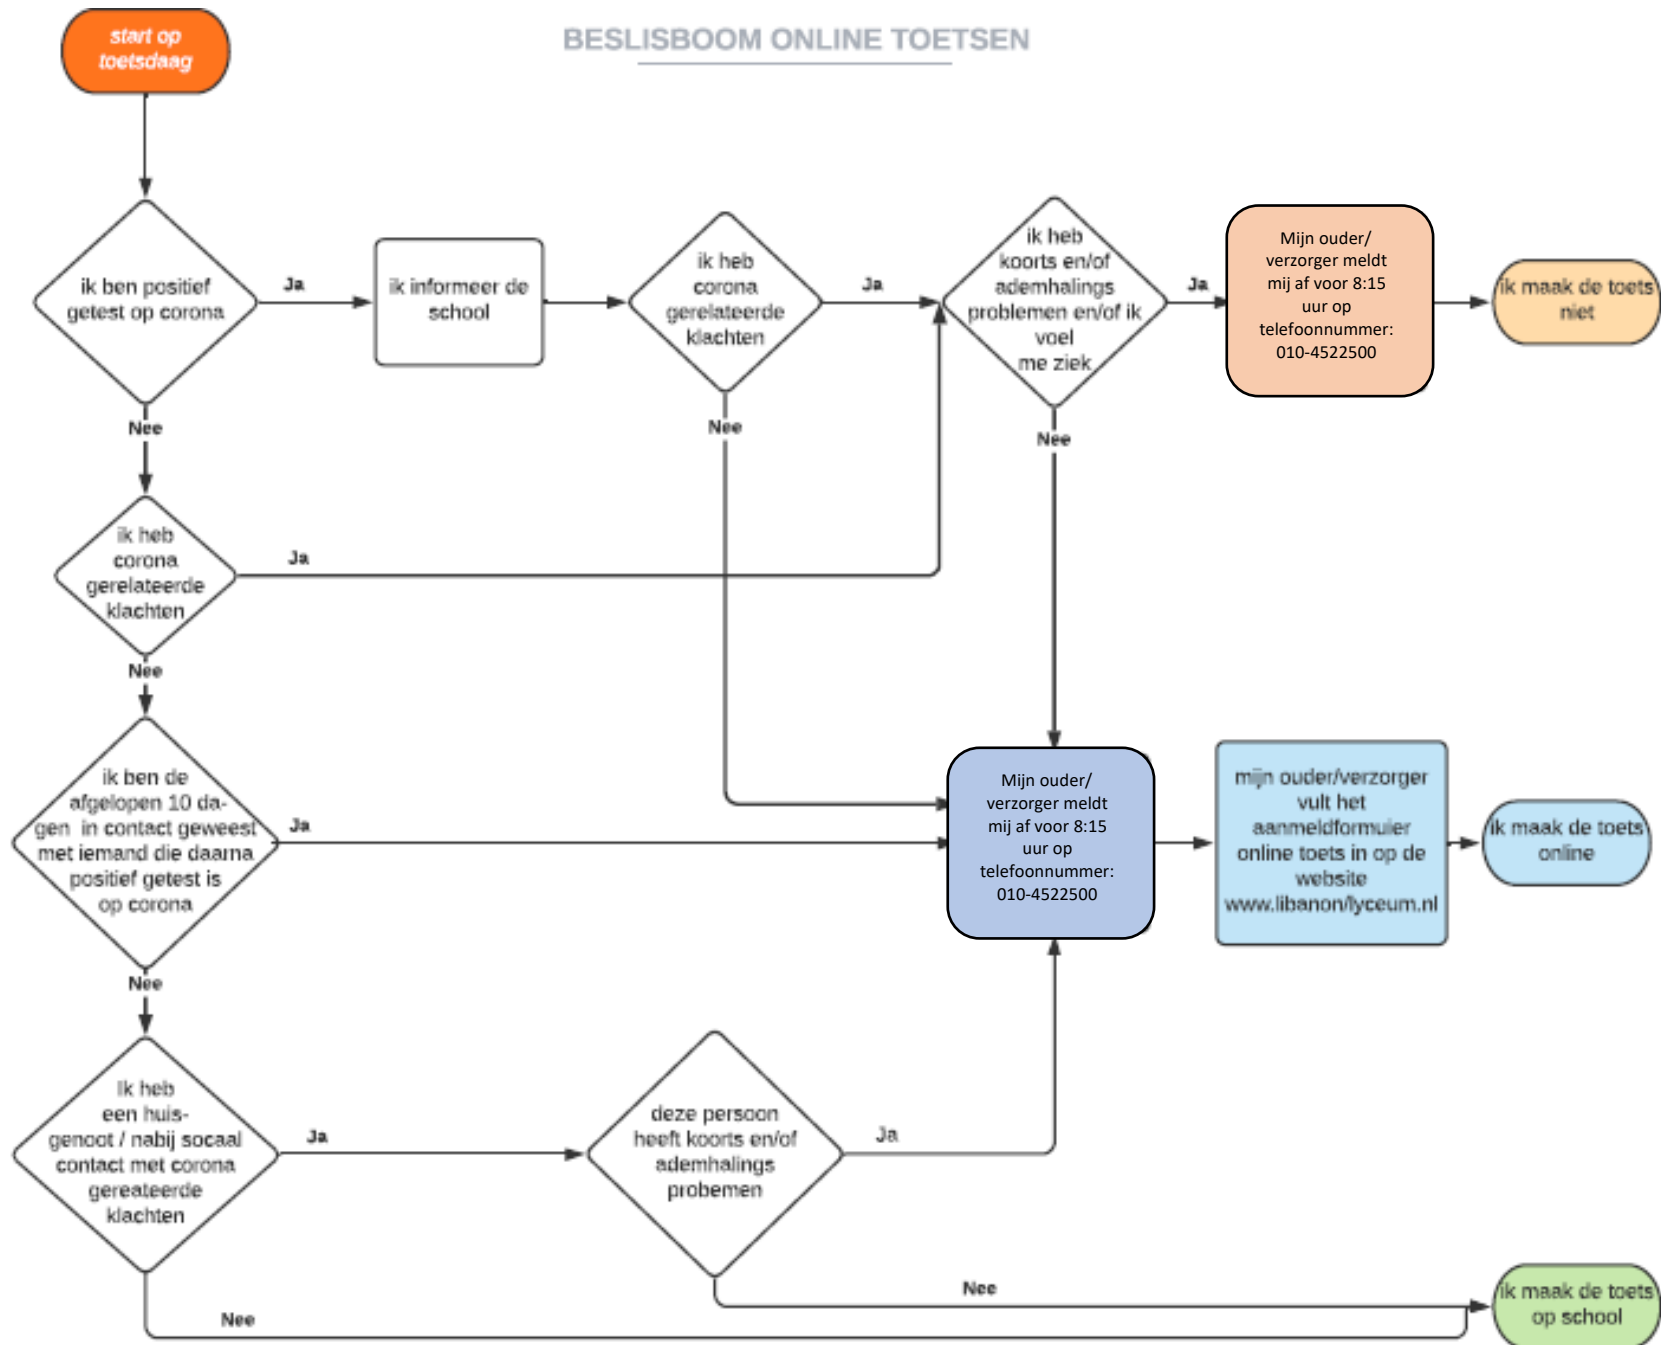 start op
toetsdaag
BESLISBOOM ONLINE TOETSEN
ik ben positief
getest op corona
Ja
ik informeer de
school
ik heb
corona
gerelateerde
klachten
Ja
ik heb
koorts en/of
ademhalings
problemen en/of ik
voel
me ziek
Ja
Mijn ouder/
verzorger meldt
mij af voor 8:15
uur op
telefoonnummer:
010-4522500
ik maak de toets
niet
Nee
Nee
Nee
ik heb
corona
gerelateerde
klachten
Ja
Nee
ik ben de
afgelopen 10 da-
gen in contact geweest
met iemand die daarna
positief getest is
op corona
Ja
Mijn ouder/
verzorger meldt
mij af voor 8:15
uur op
telefoonnummer:
010-4522500
mijn ouder/verzorger
vult het
aanmeldformuier
online toets in op de
website
www.libanon/lyceum.nl
ik maak de toets
online
Nee
Ik heb
een huis-
genoot / nabij socaal
contact met corona
gereateerde
klachten
Ja
deze persoon
heeft koorts en/of
ademhalings
probemen
Ja
Nee
Nee
ik maak de toets
op school